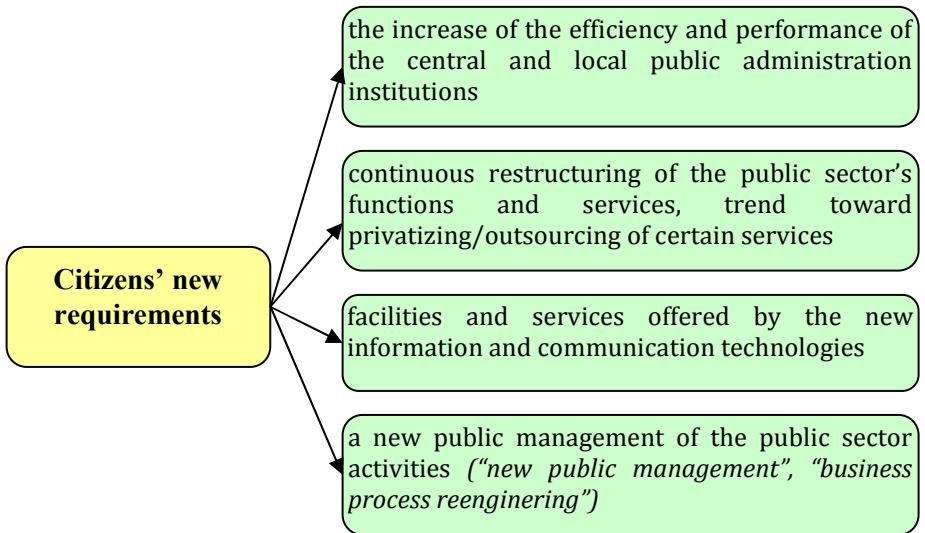 the increase of the efficiency and performance of
the central and local public administration
institutions
continuous restructuring of the public sector’s
functions and services, trend toward
privatizing/outsourcing of certain services
Citizens’ new
requirements
facilities and services offered by the new
information and communication technologies
a new public management of the public sector
activities (“new public management”, “business
process reenginering”)